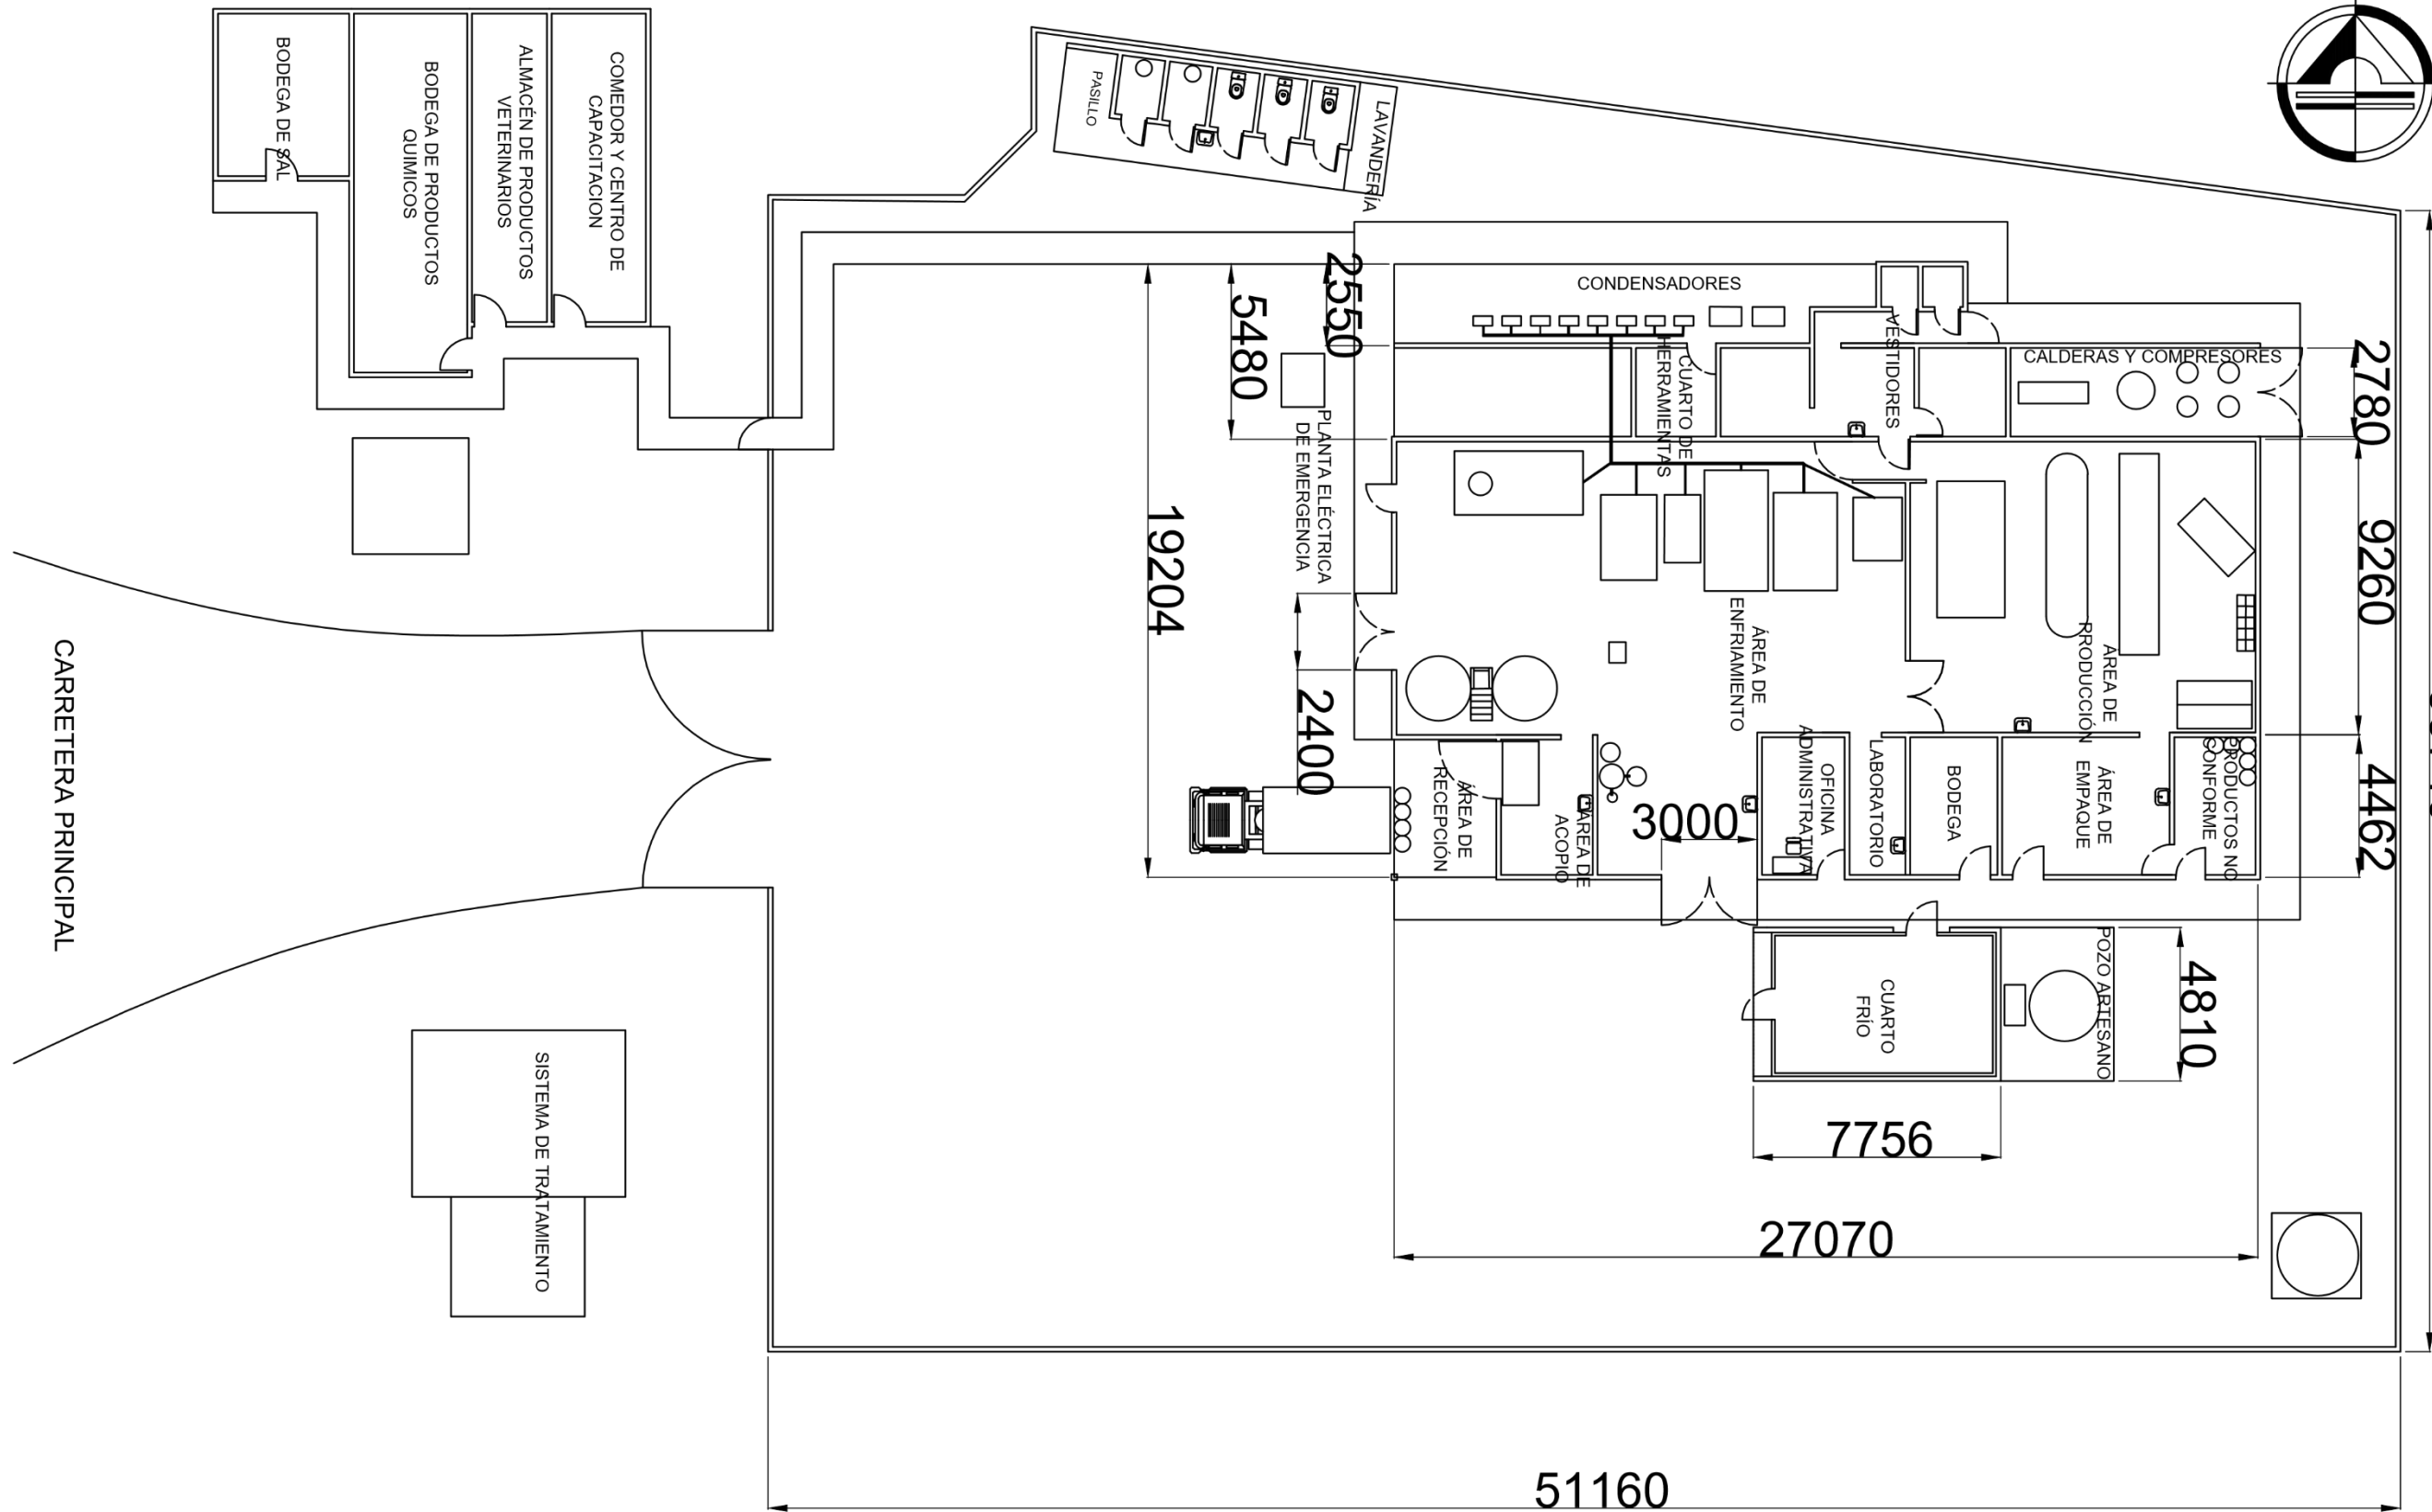 BODEGA DE SAL
BODEGA DE PRODUCTOS
QUIMICOS
ALMACÉN DE PRODUCTOS
VETERINARIOS
COMEDOR Y CENTRO DE
CAPACITACION
PASILLO
LAVANDERÍA
CONDENSADORES
VESTIDORES
CALDERAS Y COMPRESORES
CUARTO DE
HERRAMIENTAS
2550
5480
2780
9260
19204
PLANTA ELÉCTRICA
DE EMERGENCIA
2400
ÁREA DE
ENFRIAMIENTO
ÁREA DE
PRODUCCIÓN
4462
ÁREA DE
RECEPCIÓN
ÁREA DE
ACOPIO
3000
OFICINA
ADMINISTRATIVA
LABORATORIO
BODEGA
ÁREA DE
EMPAQUE
PRODUCTOS NO
CONFORME
CARRETERA PRINCIPAL
CUARTO
FRÍO
POZO ARTESANO
4810
7756
SISTEMA DE TRATAMIENTO
27070
51160